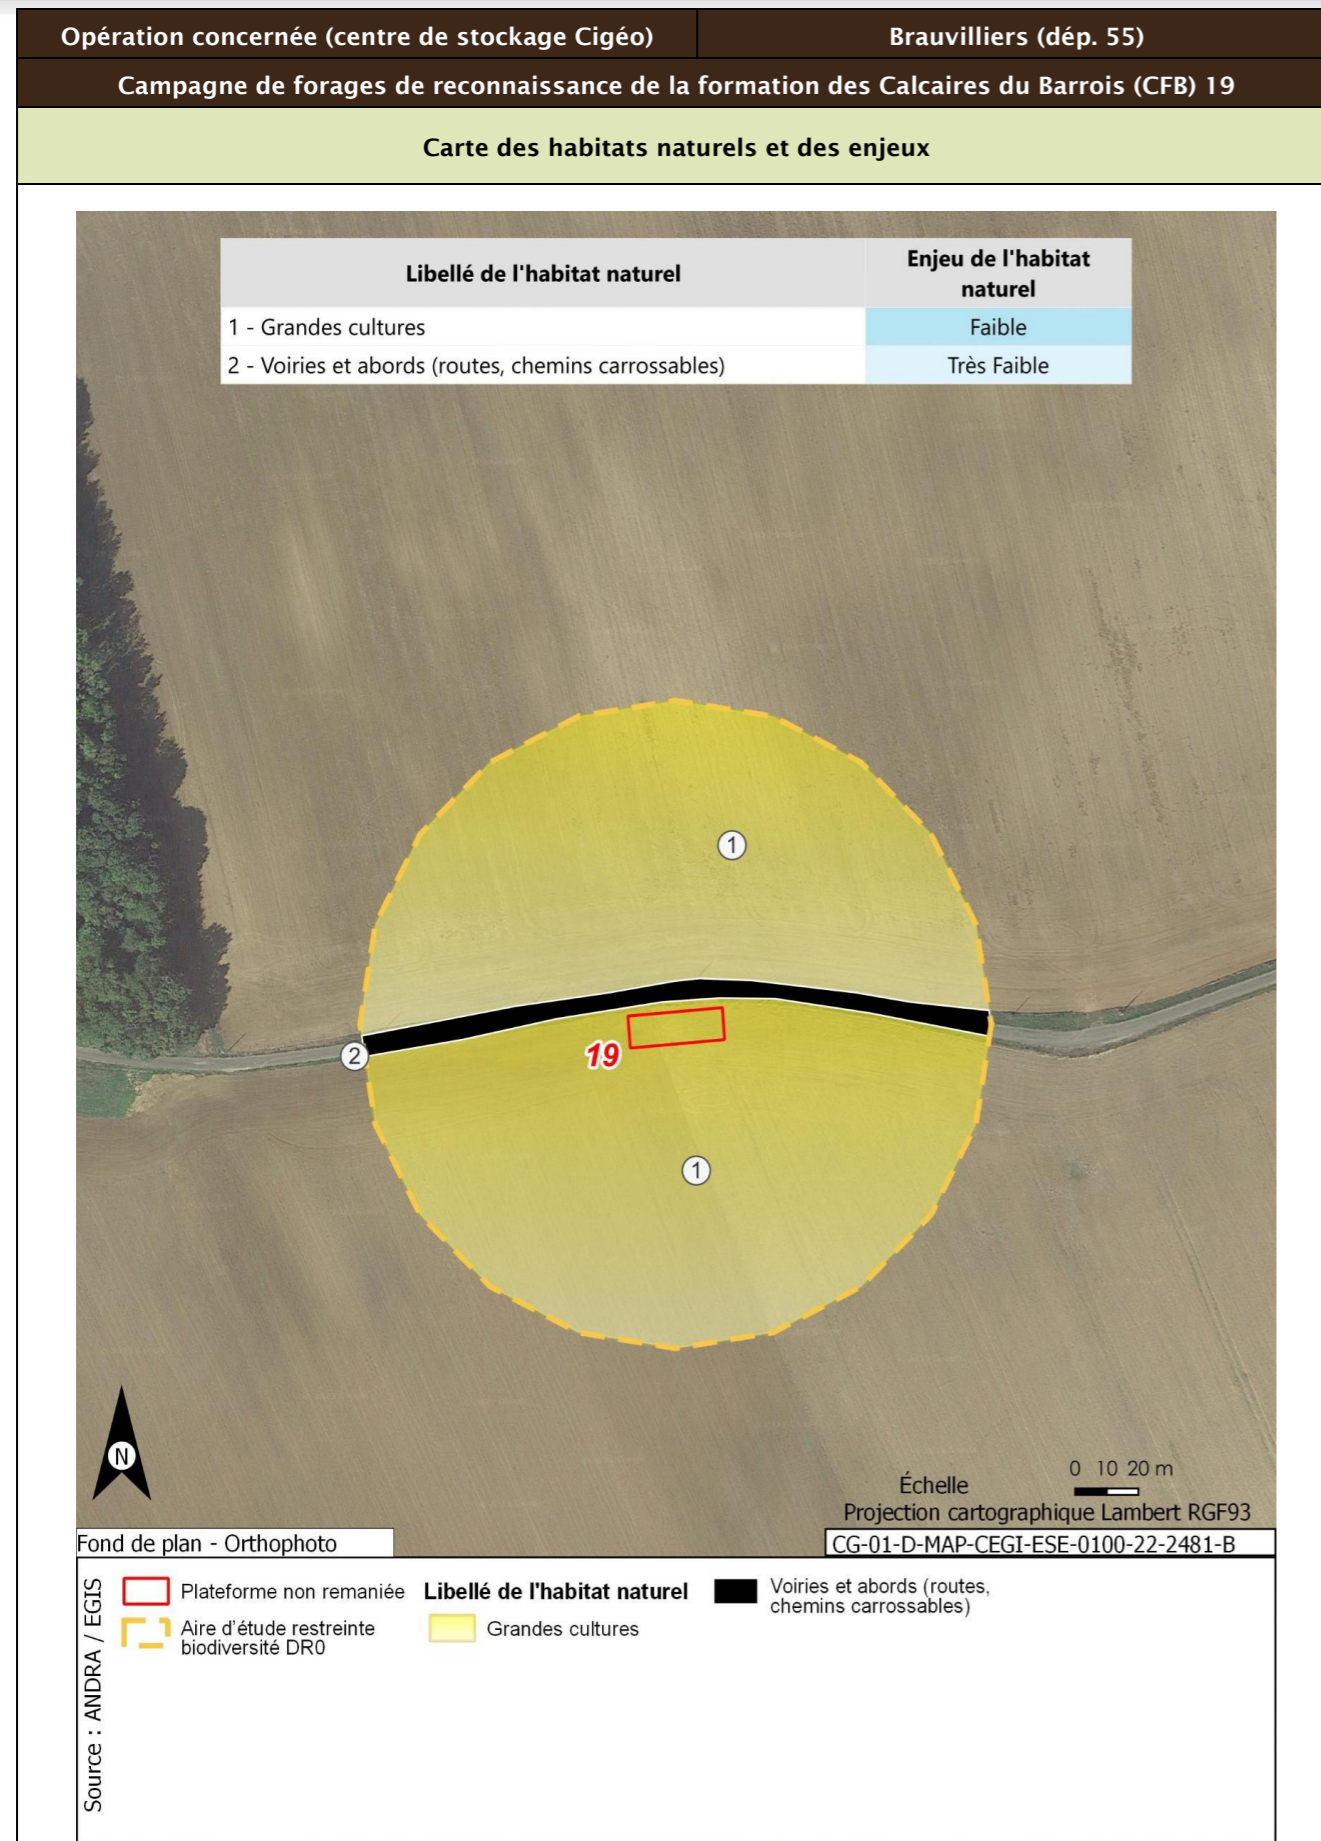 Opération concernée (centre de stockage Cigéo)
Brauvilliers (dép. 55)
Campagne de forages de reconnaissance de la formation des Calcaires du Barrois (CFB) 19
Carte des habitats naturels et des enjeux
Libellé de l'habitat naturel
Enjeu de l'habitat
naturel
1 - Grandes cultures
Faible
2 - Voiries et abords (routes, chemins carrossables)
Très Faible
1
2
19
1
N
0 10 20 m
Échelle
Projection cartographique Lambert RGF93
Fond de plan - Orthophoto
CG-01-D-MAP-CEGI-ESE-0100-22-2481-B
Source : ANDRA / EGIS
Plateforme non remaniée
Aire d'étude restreinte
biodiversité DR0
Libellé de l'habitat naturel
Grandes cultures
Voiries et abords (routes,
chemins carrossables)